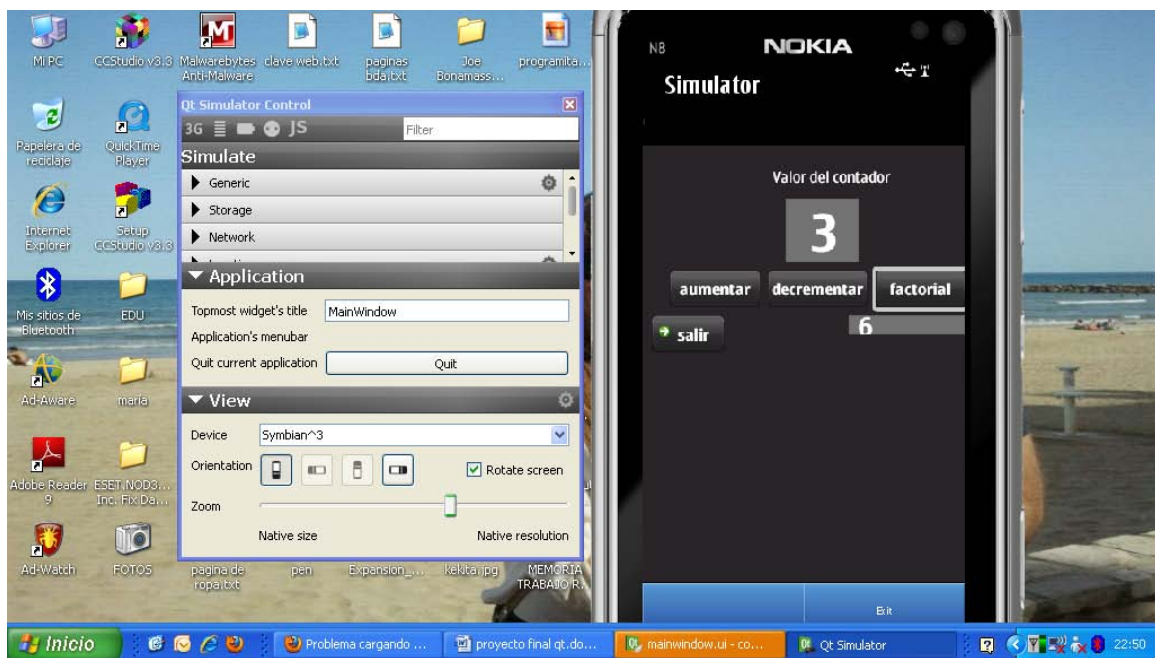 Mi PC
CCStudio v3.3
Malwarebytes
Anti-Malware
clave web.txt
paginas
bda.txt
Joe
Bonamass...
programita...
Papelera de
reciclaje
QuickTime
Player
Internet
Explorer
Setup
CCStudio v3.3
Mis sitios de
Bluetooth
EDU
Ad-Aware
maria
Adobe Reader
9
ESET.NOD3...
Inc. Fix Da...
Ad-Watch
FOTOS
pagina de
ropa.txt
pen
Expansion_...
kekita.jpg
MEMORIA
TRABAJO R.
Qt Simulator Control
3G
JS
Filter
Simulate
Generic
Storage
Network
Application
Topmost widget's title
MainWindow
Application's menubar
Quit current application
Quit
View
Device
Symbian^3
Orientation
Rotate screen
Zoom
Native size
Native resolution
N8
NOKIA
Simulator
Valor del contador
3
aumentar
decrementar
factorial
salir
6
Exit
Inicio
Problema cargando ...
proyecto final qt.do...
mainwindow.ui - co...
Qt Simulator
22:50